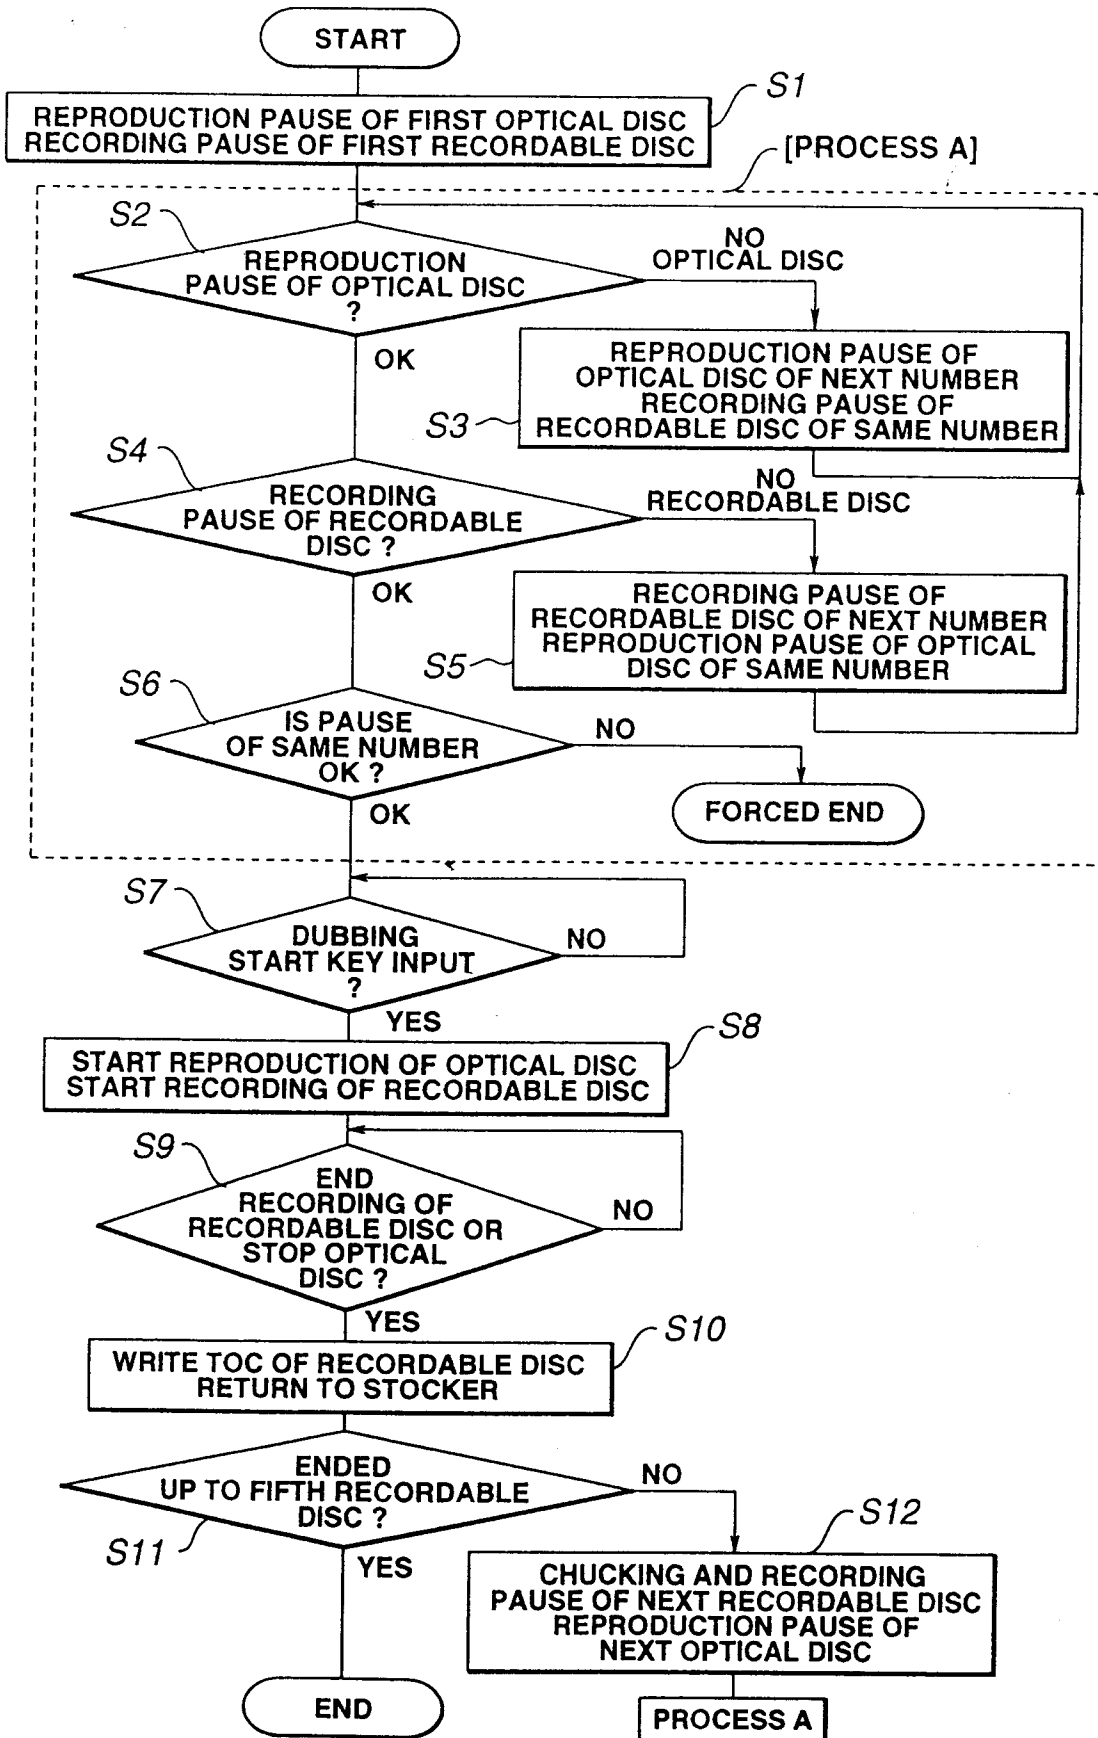 START
S1
REPRODUCTION PAUSE OF FIRST OPTICAL DISC
RECORDING PAUSE OF FIRST RECORDABLE DISC
[PROCESS A]
S2
REPRODUCTION
PAUSE OF OPTICAL DISC
?
NO
OPTICAL DISC
OK
S3
REPRODUCTION PAUSE OF
OPTICAL DISC OF NEXT NUMBER
RECORDING PAUSE OF
RECORDABLE DISC OF SAME NUMBER
S4
RECORDING
PAUSE OF RECORDABLE
DISC ?
NO
RECORDABLE DISC
OK
S5
RECORDING PAUSE OF
RECORDABLE DISC OF NEXT NUMBER
REPRODUCTION PAUSE OF OPTICAL
DISC OF SAME NUMBER
S6
IS PAUSE
OF SAME NUMBER
OK ?
NO
OK
FORCED END
S7
DUBBING
START KEY INPUT
?
NO
YES
S8
START REPRODUCTION OF OPTICAL DISC
START RECORDING OF RECORDABLE DISC
S9
END
RECORDING OF
RECORDABLE DISC OR
STOP OPTICAL
DISC ?
NO
YES
S10
WRITE TOC OF RECORDABLE DISC
RETURN TO STOCKER
S11
ENDED
UP TO FIFTH RECORDABLE
DISC ?
NO
YES
S12
CHUCKING AND RECORDING
PAUSE OF NEXT RECORDABLE DISC
REPRODUCTION PAUSE OF
NEXT OPTICAL DISC
END
PROCESS A